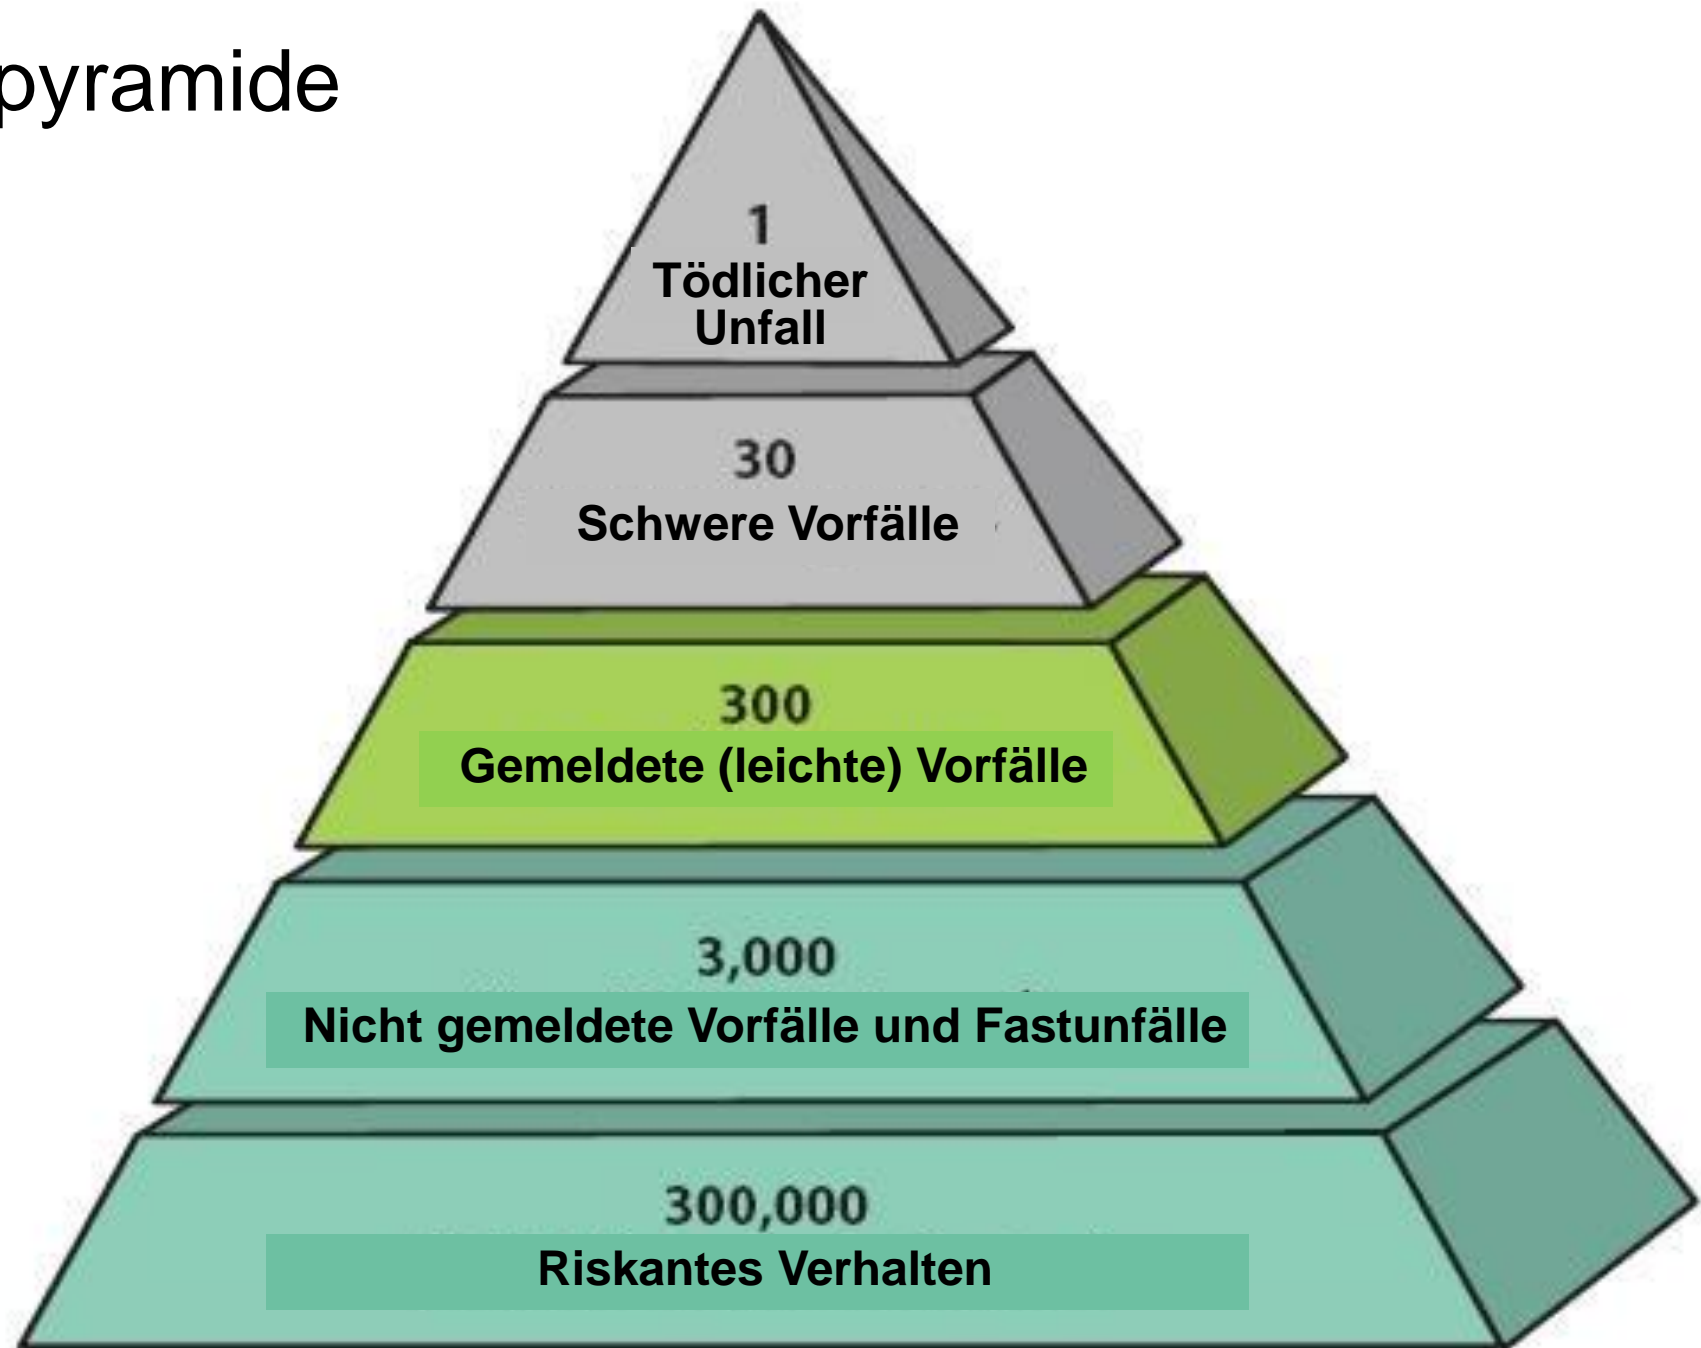 pyramide
1
Tödlicher
Unfall
30
Schwere Vorfälle
300
Gemeldete (leichte) Vorfälle
3,000
Nicht gemeldete Vorfälle und Fastunfälle
300,000
Riskantes Verhalten